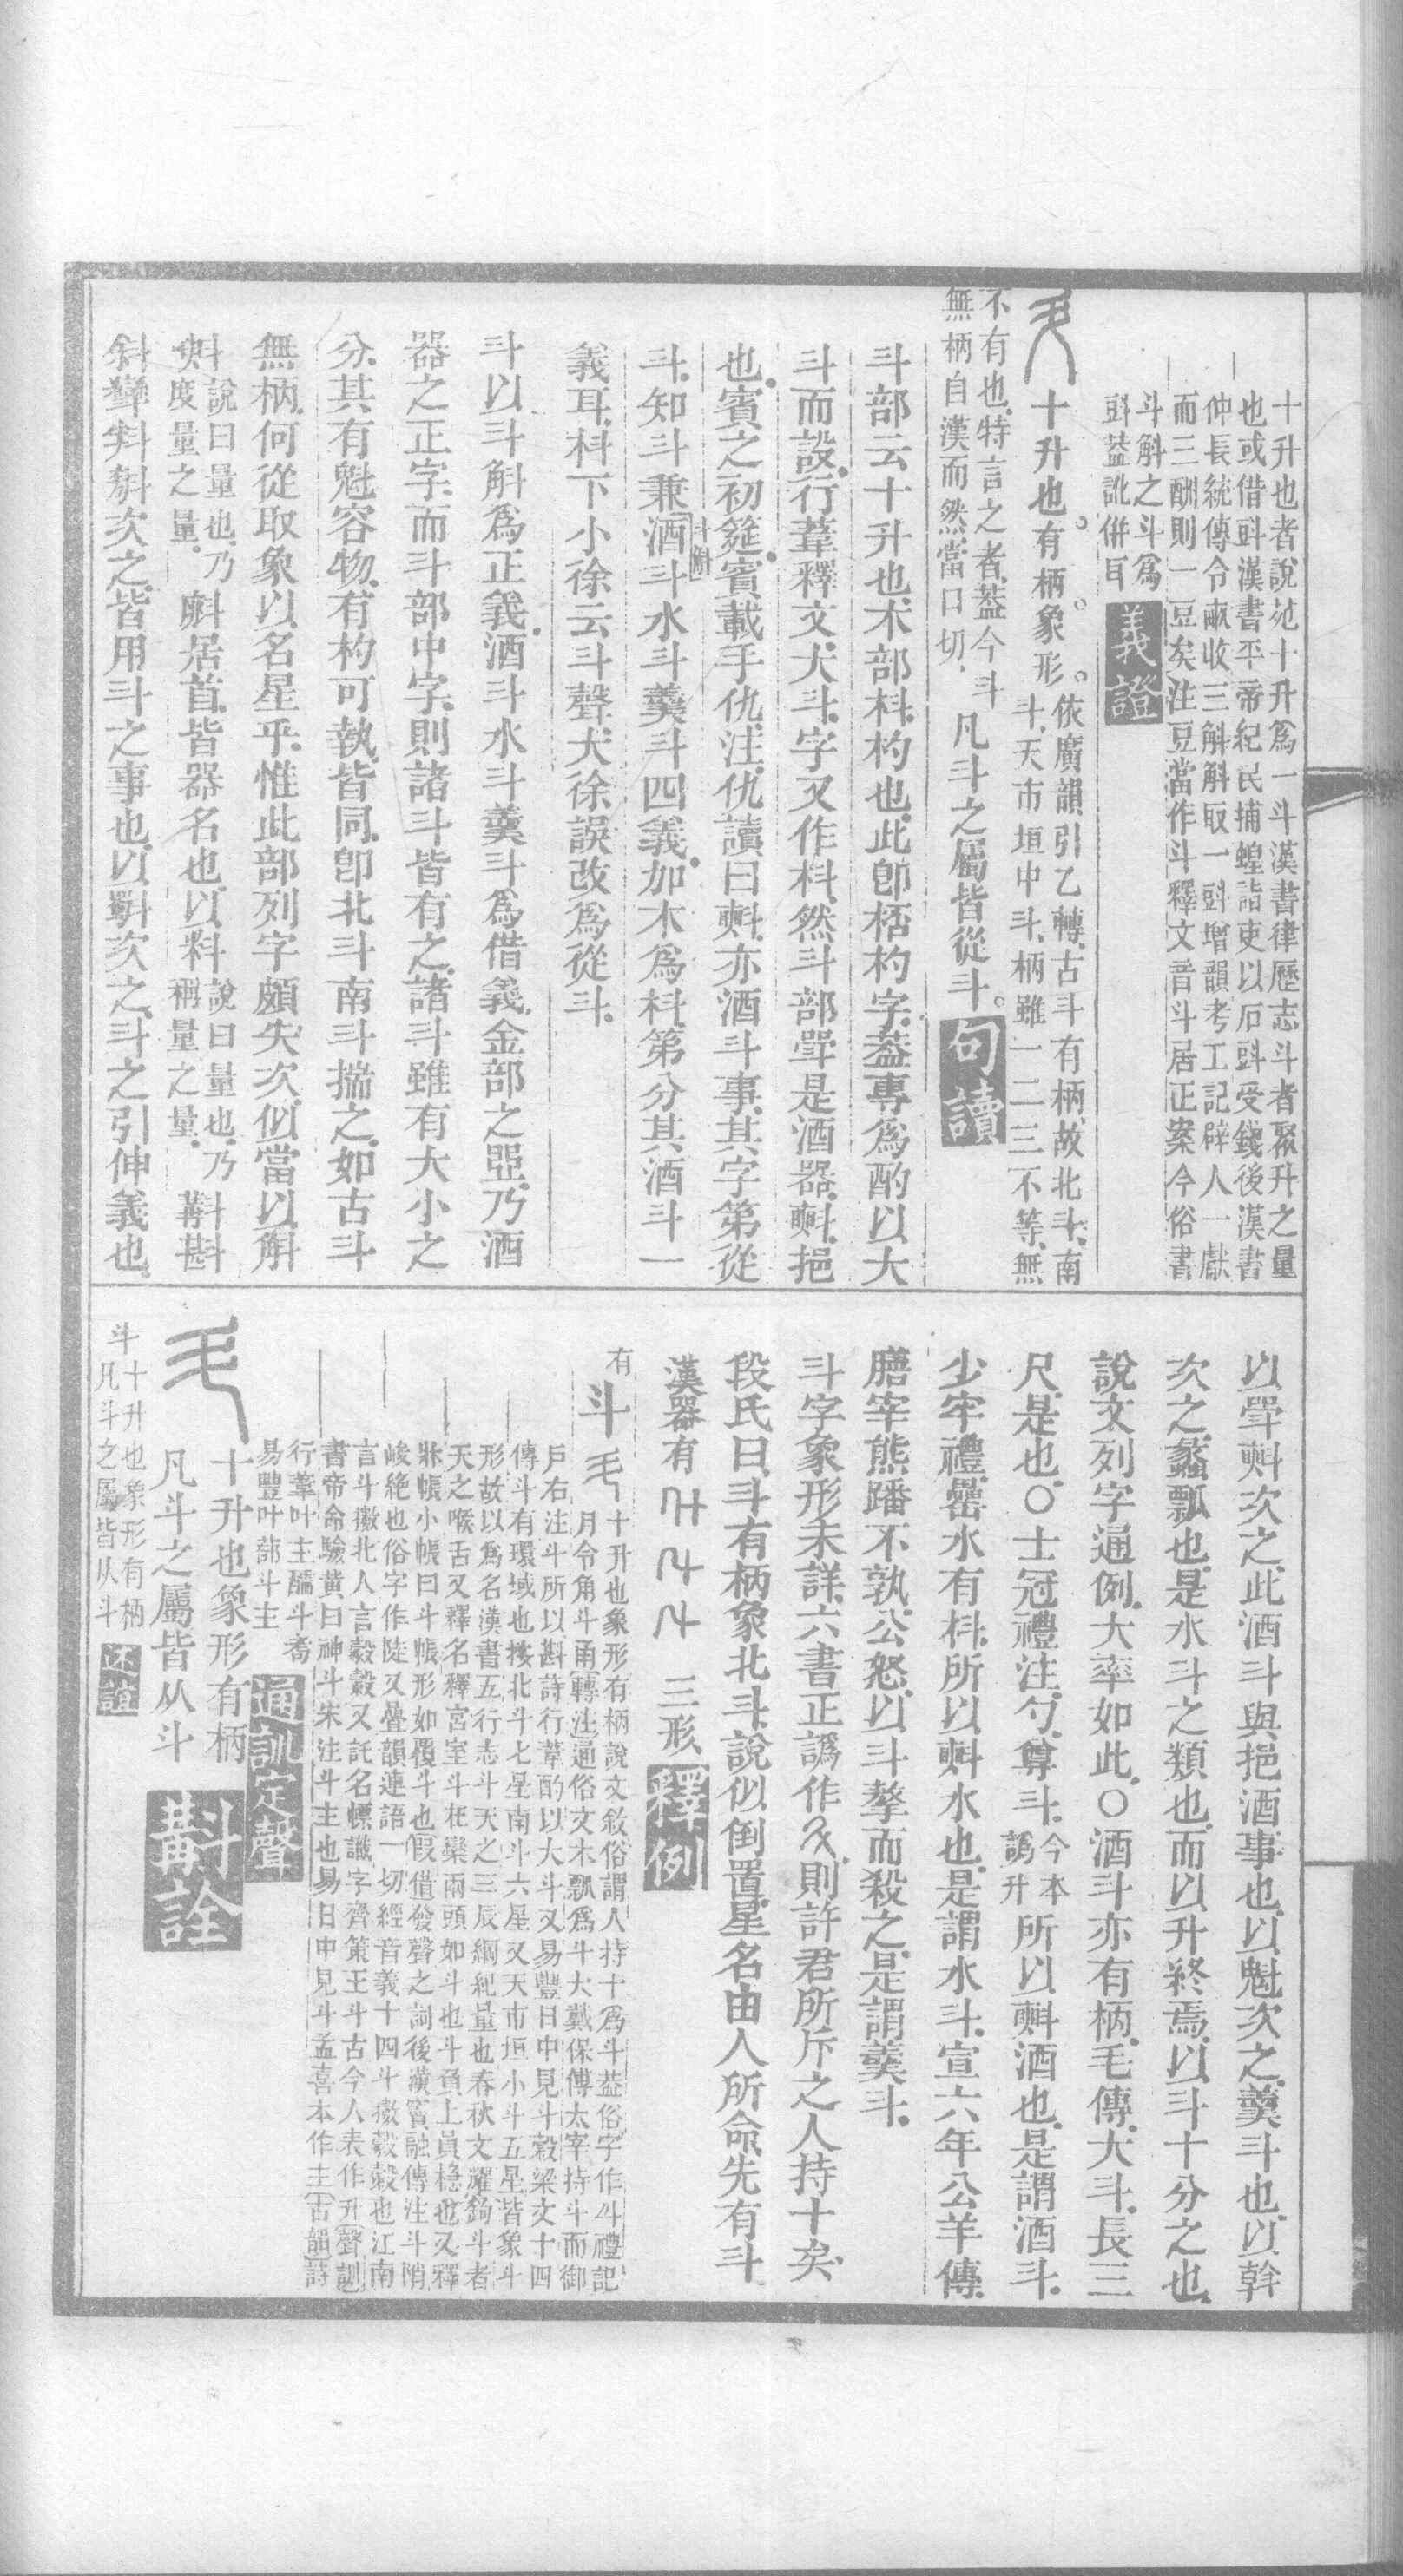 十升也者說苑十升爲一斗漢書律歷志斗者聚升之量
也或借㪷漢書平帝紀民捕蝗詣吏以石㪷受錢後漢書
仲長統傳令畝收三斛斛取一㪷增韻考工記梓人一獻
而三酬則一豆矣注豆當作斗釋文音斗居正案今俗書
斗斛之斗爲
㪷葢訛倂耳
義證
十升也有柄象形
依廣韻引乙轉古斗有柄故北斗南
斗天市垣中斗柄雖一二三不等無
不有也特言之者葢今斗
無柄自漢而然當口切
凡斗之屬皆從斗
句讀
斗部云十升也木部枓杓也此卽桮杓字葢專爲酌以大
斗而設行葦釋文大斗字又作枓然斗部斝是酒器㪺挹
也賓之初筵賓載手仇注仇讀曰㪺亦酒斗事其字第從
斗知斗兼
斗斛
酒斗水斗羹斗四義加木爲枓第分其酒斗一
義耳枓下小徐云斗聲大徐誤改爲從斗
斗以斗斛爲正義酒斗水斗羹斗爲借義金部之鋞乃酒
器之正字而斗部中字則諸斗皆有之諸斗雖有大小之
分其有魁容物有杓可執皆同卽北斗南斗揣之如古斗
無柄何從取象以名星乎惟此部列字頗失次似當以斛
料說曰量也乃
㪷度量之量
㪶居首皆器名也以料
說曰量也乃
稱量之量
斠斟
斜㪻料㪵次之皆用斗之事也以斣次之斗之引伸義也
以斝㪺次之此酒斗與挹酒事也以魁次之羹斗也以斡
次之蠡瓢也是水斗之類也而以升終焉以斗十分之也
說文列字通例大率如此○酒斗亦有柄毛傳大斗長三
尺是也○士冠禮注勺尊斗
今本
譌升
所以㪺酒也是謂酒斗
少牢禮罍水有枓所以㪺水也是謂水斗宣六年公羊傳
膳宰熊蹯不孰公怒以斗摮而殺之是謂羹斗
斗字象形未詳六書正譌作
則許君所斥之人持十矣
段氏曰斗有柄象北斗說似倒置星名由人所命先有斗
漢器有
三形
釋例
有
斗
十升也象形有柄說文敘俗謂人持十爲斗葢俗字作升禮記
月令角斗甬轉注通俗文木瓢爲斗大戴保傅太宰持斗而御
戶右注斗所以斟詩行葦酌以大斗又易豐日中見斗穀梁文十四
傳斗有環域也按北斗七星南斗六星又天市垣小斗五星皆象斗
形故以爲名漢書五行志斗天之三辰綱紀量也春秋文耀鉤斗者
天之喉舌又釋名釋宮室斗在欒兩頭如斗也斗負上員穩也又釋
牀帳小帳曰斗帳形如覆斗也叚借發聲之詞後漢竇融傳注斗陗
峻絕也俗字作陡又疊韻連語一切經音義十四斗㪣穀㲉也江南
言斗㪣北人言穀㲉又託名幖識字齊策王斗古今人表作升聲訓
書帝命驗黃曰神斗朱注斗主也易日中見斗孟喜本作主古韻詩
行葦叶主醹斗耇
易豐叶蔀斗主
通訓定聲
十升也象形有柄
凡斗之屬皆从斗
斠詮
十升也象形有柄
斗 凡斗之屬皆从斗